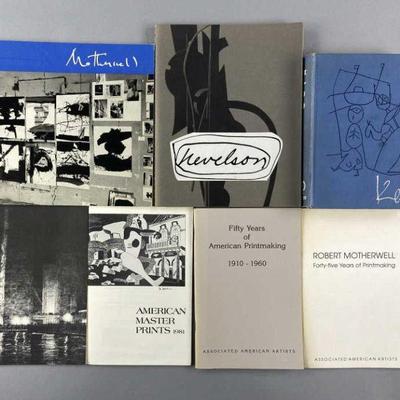 Motherwell
Nevelson
AMERICAN
MASTER
PRINTS 1981
Fifty Years
of
American Printmaking
1910 - 1960
ASSOCIATED AMERICAN ARTISTS
ROBERT MOTHERWELL
Forty-five Years of Printmaking
ASSOCIATED AMERICAN ARTISTS